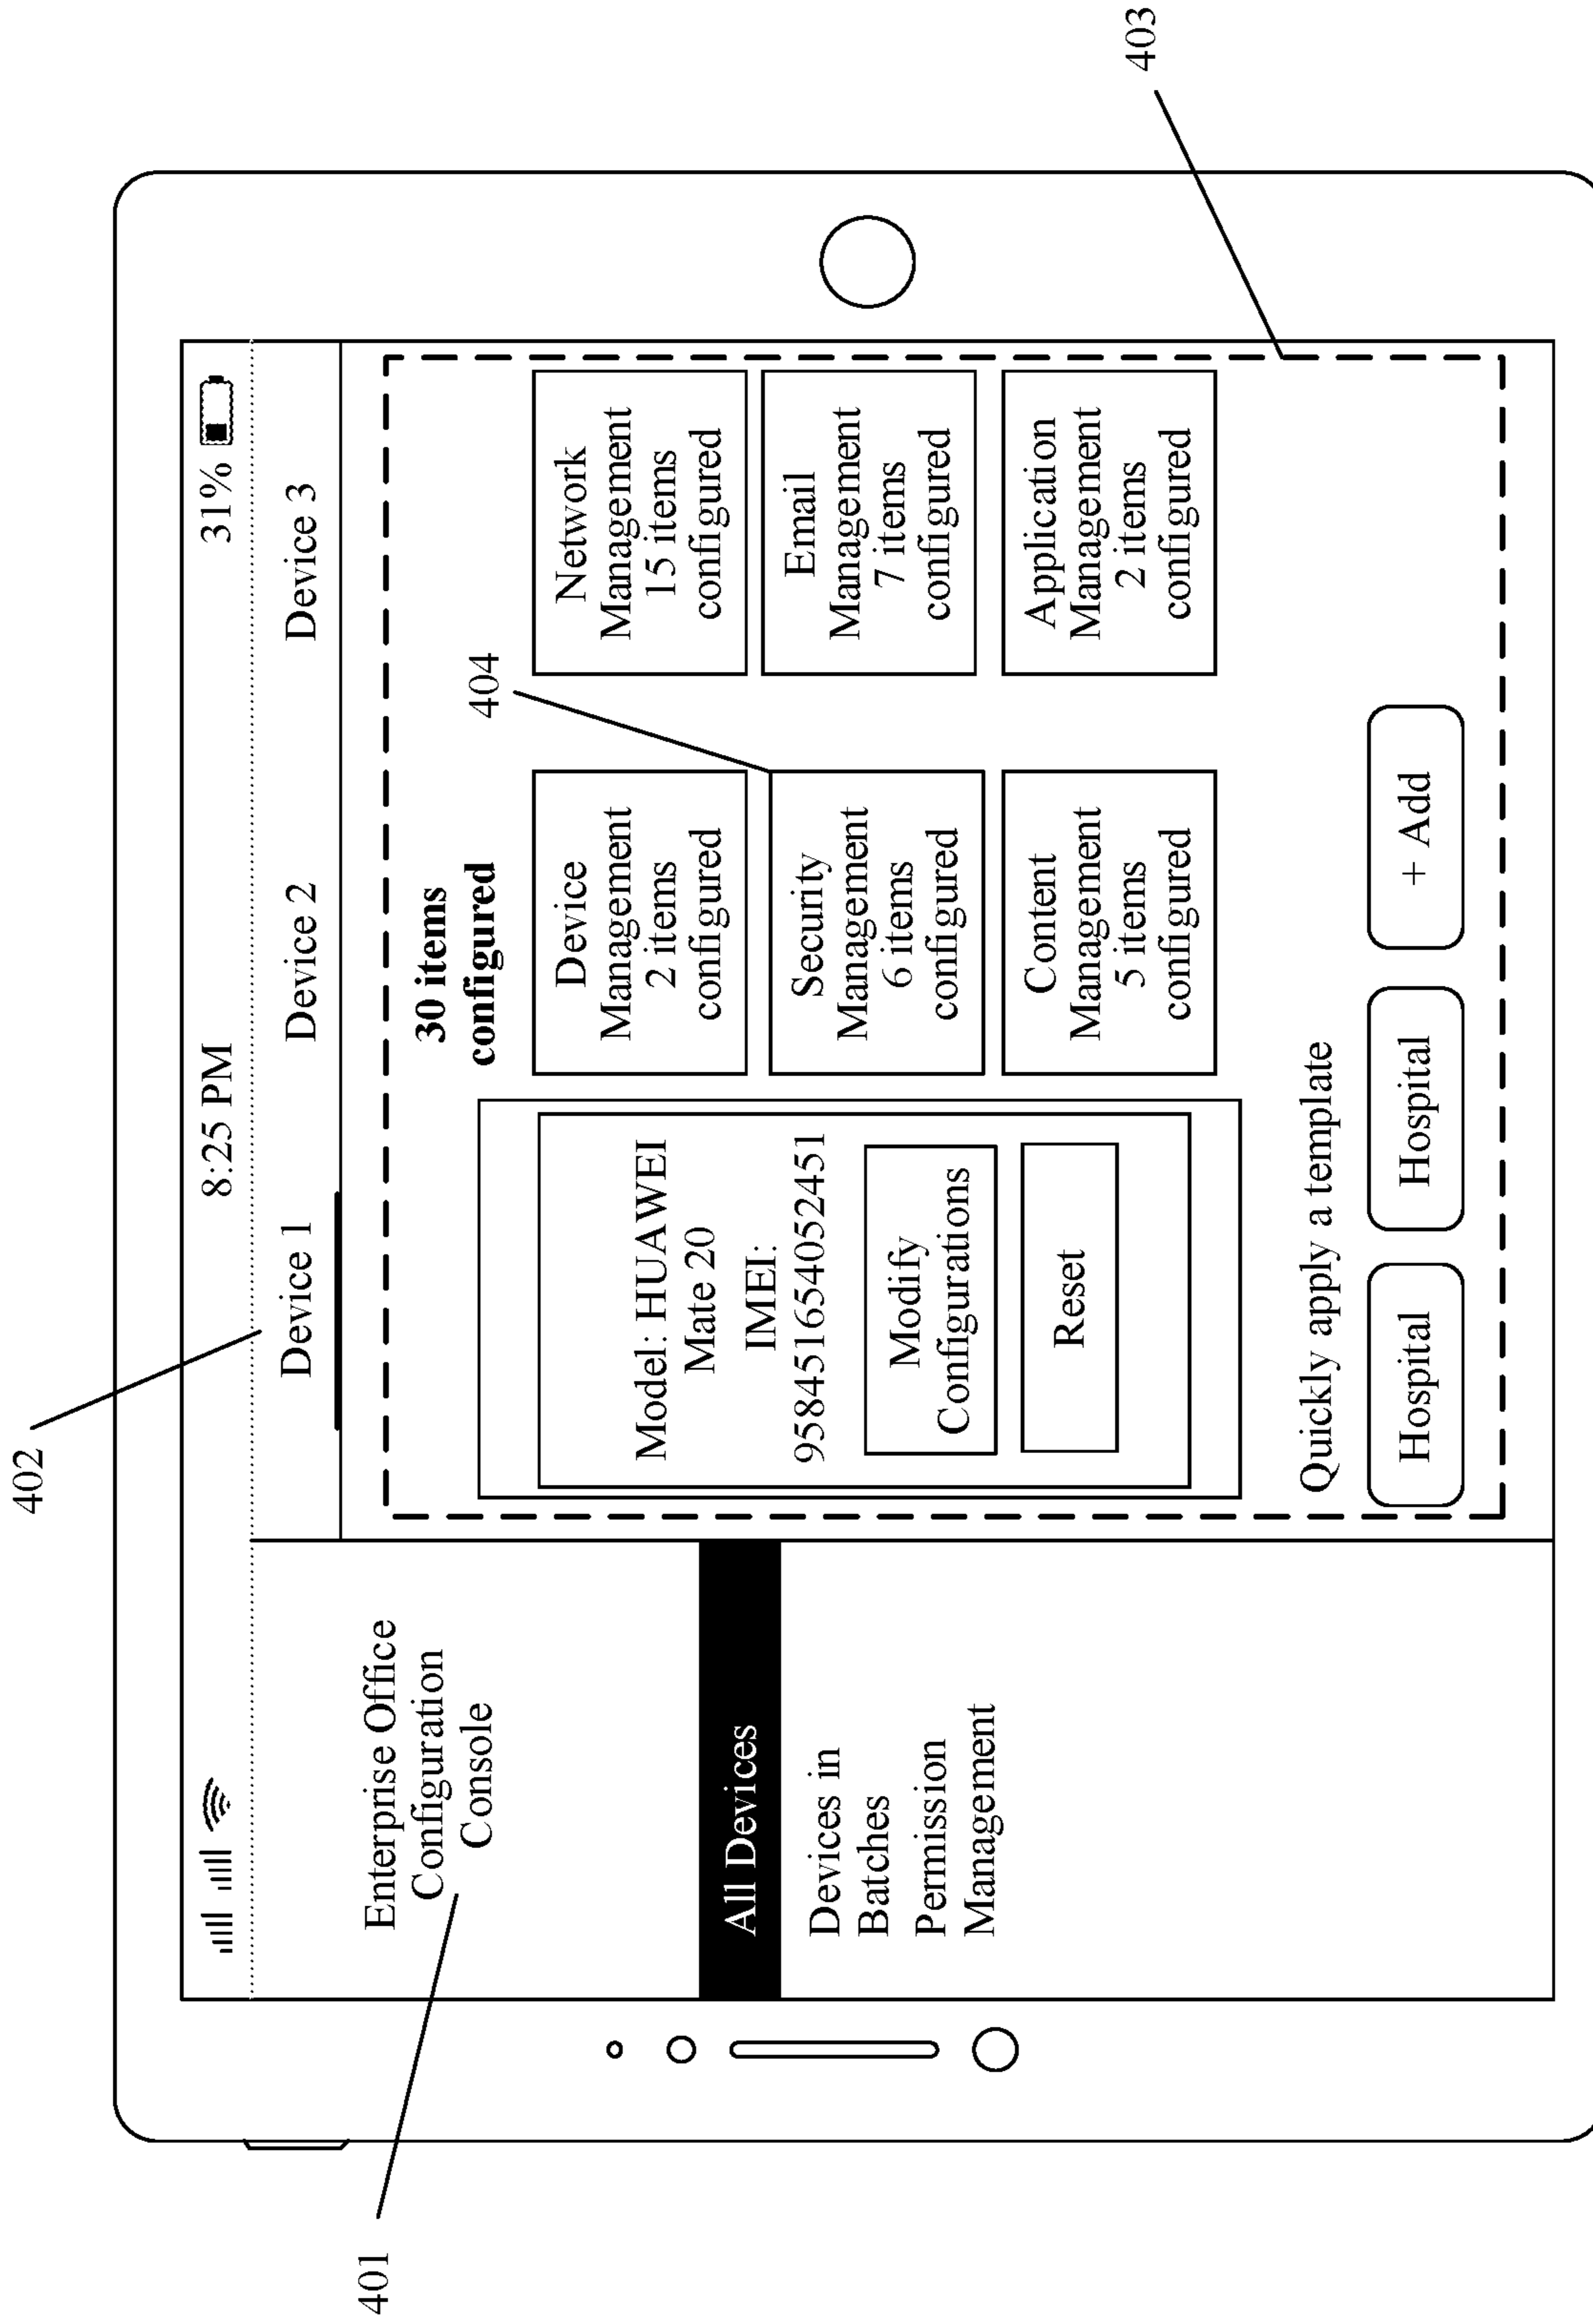 402
8:25 PM
31%
Enterprise Office
Configuration
Console
All Devices
Devices in
Batches
Permission
Management
401
Device 1
Device 2
Device 3
30 items
configured
404
Model: HUAWEI
Mate 20
IMEI:
958451654052451
Modify
Configurations
Reset
Device
Management
2 items
configured
Network
Management
15 items
configured
Security
Management
6 items
configured
Email
Management
7 items
configured
Content
Management
5 items
configured
Application
Management
2 items
configured
Quickly apply a template
Hospital
Hospital
+ Add
403